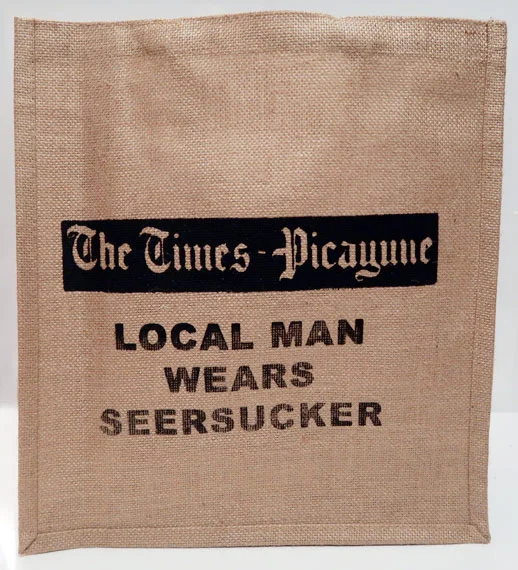 The Times-Picayune
LOCAL MAN
WEARS
SEERSUCKER